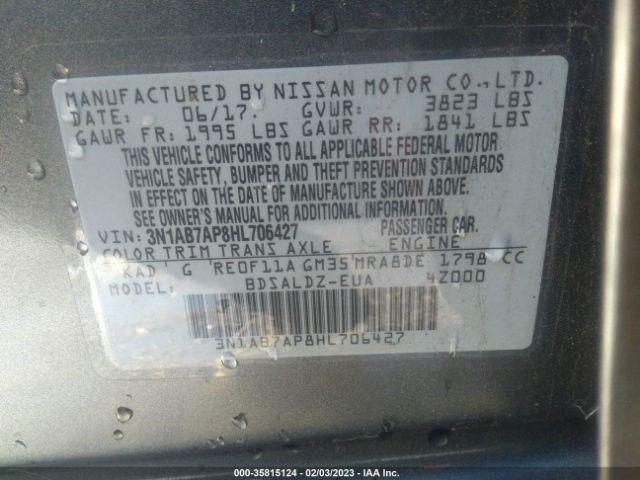 MANUFACTURED BY NISSAN MOTOR CO.,LTD.
DATE: 06/17. GVWR: 3823 LBS
GAWR FR: 1995 LBS GAWR RR: 1841 LBS
THIS VEHICLE CONFORMS TO ALL APPLICABLE FEDERAL MOTOR
VEHICLE SAFETY, BUMPER AND THEFT PREVENTION STANDARDS
IN EFFECT ON THE DATE OF MANUFACTURE SHOWN ABOVE.
SEE OWNER'S MANUAL FOR ADDITIONAL INFORMATION.
VIN: 3N1AB7AP8HL706427 PASSENGER CAR.
COLOR TRIM TRANS AXLE ENGINE
KAD G RE0F11A GM35 MRA8DE 1798 CC
BDSALDZ-EUA 4Z000
3N1AB7AP8HL706427
000-35815124 - 02/03/2023 - IAA Inc.